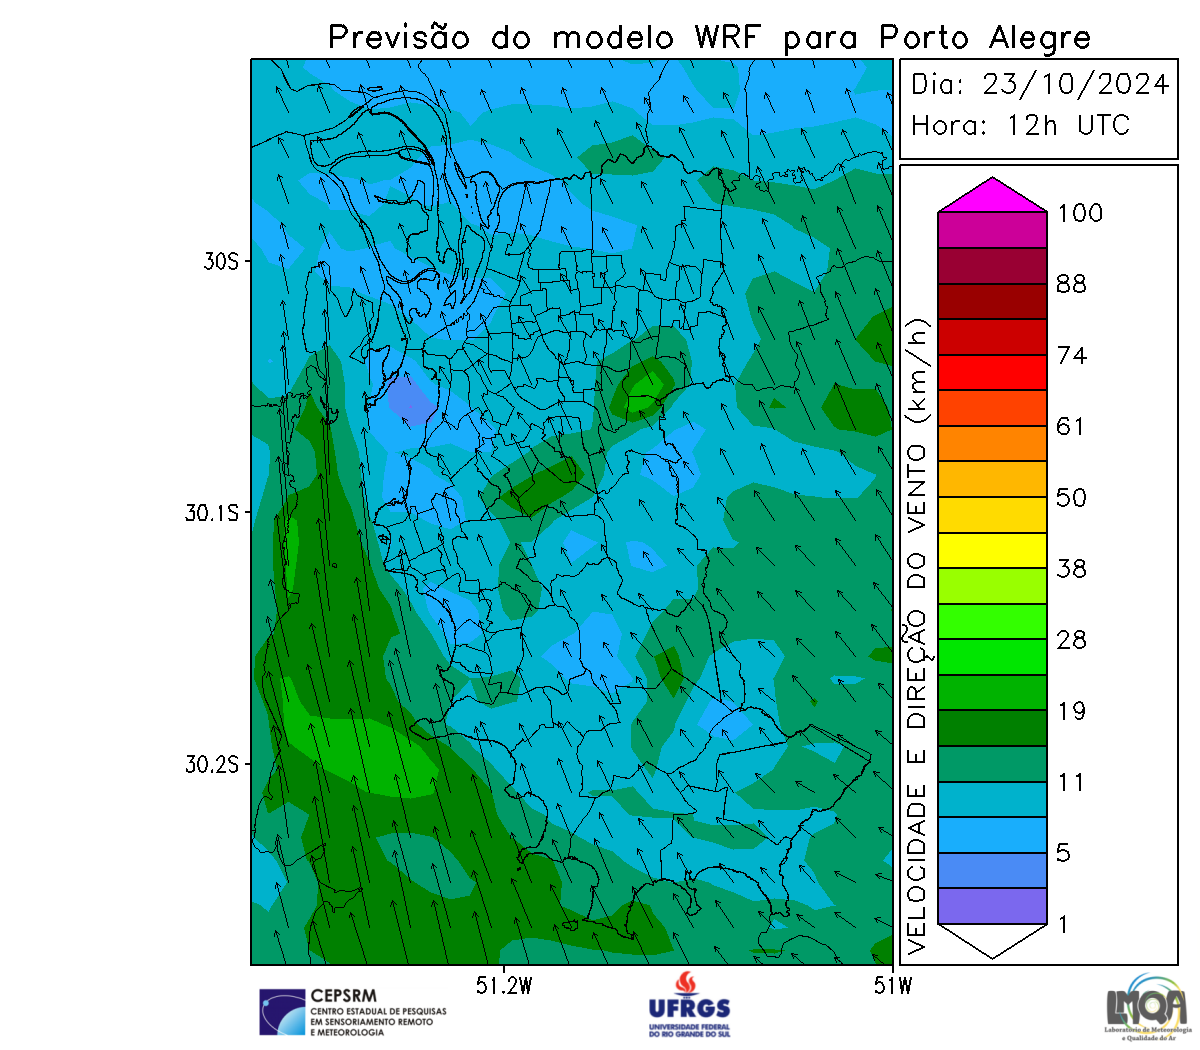 Previsão do modelo WRF para Porto Alegre
Dia: 23/10/2024
Hora: 12h UTC
30S
30.1S
30.2S
51.2W
51W
VELOCIDADE E DIREÇÃO DO VENTO (km/h)
100
88
74
61
50
38
28
19
11
5
1
CEPSRM
CENTRO ESTADUAL DE PESQUISAS
EM SENSORIAMENTO REMOTO
E METEOROLOGIA
UFRGS
UNIVERSIDADE FEDERAL
DO RIO GRANDE DO SUL
LMQA
Laboratório de Meteorologia
e Qualidade do Ar